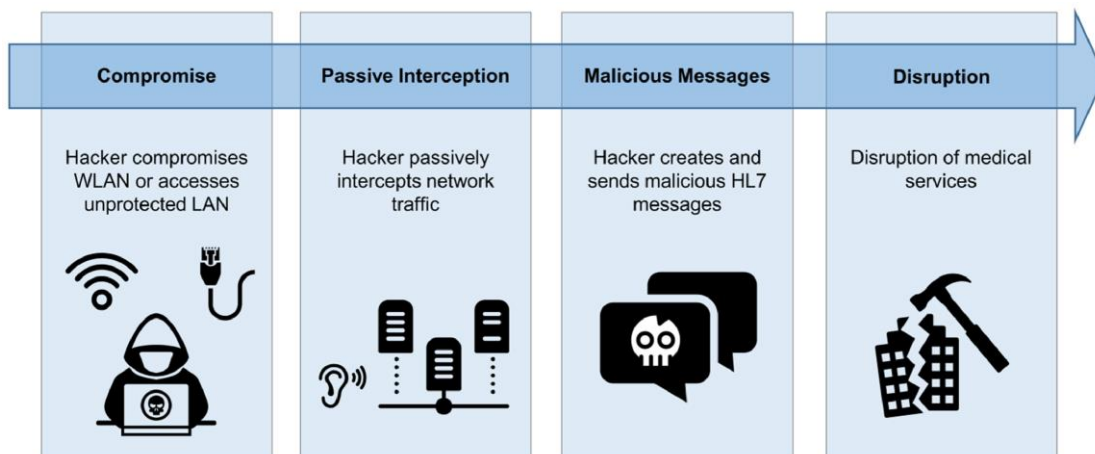 Compromise
Hacker compromises
WLAN or accesses
unprotected LAN
Passive Interception
Hacker passively
intercepts network
traffic
Malicious Messages
Hacker creates and
sends malicious HL7
messages
Disruption
Disruption of medical
services